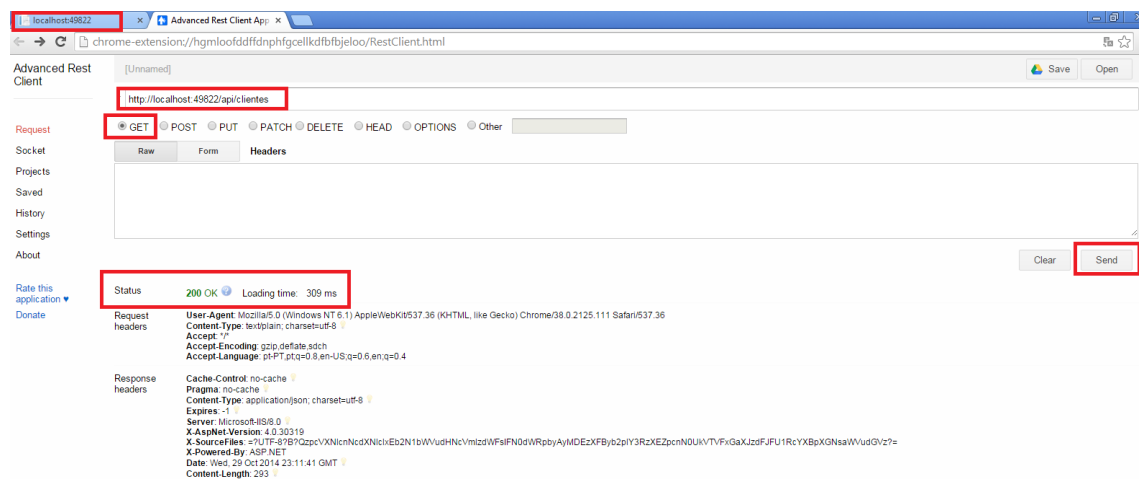 localhost:49822
Advanced Rest Client App
chrome-extension://hgmloofddffdnphfgcellkdfbfbjeloo/RestClient.html
Advanced Rest Client
[Unnamed]
Save Open
http://localhost:49822/api/clientes
Request
Socket
Projects
Saved
History
Settings
About
Rate this application ♥
Donate
GET POST PUT PATCH DELETE HEAD OPTIONS Other
Raw Form Headers
Clear Send
Status 200 OK Loading time: 309 ms
Request headers
User-Agent: Mozilla/5.0 (Windows NT 6.1) AppleWebKit/537.36 (KHTML, like Gecko) Chrome/38.0.2125.111 Safari/537.36
Content-Type: text/plain; charset=utf-8
Accept: */*
Accept-Encoding: gzip,deflate,sdch
Accept-Language: pt-PT,pt;q=0.8,en-US;q=0.6,en;q=0.4
Response headers
Cache-Control: no-cache
Pragma: no-cache
Content-Type: application/json; charset=utf-8
Expires: -1
Server: Microsoft-IIS/8.0
X-AspNet-Version: 4.0.30319
X-SourceFiles:
X-Powered-By: ASP.NET
Date: Wed, 29 Oct 2014 23:11:41 GMT
Content-Length: 293